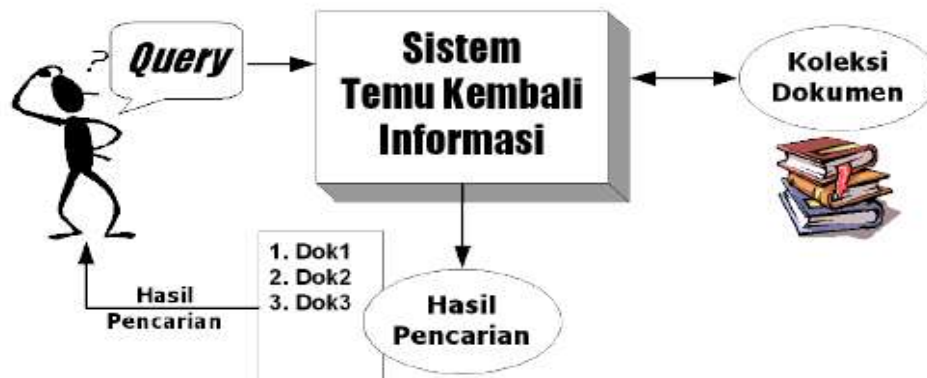 ?
Query
Sistem
Temu Kembali
Informasi
Koleksi
Dokumen
1. Dok1
2. Dok2
3. Dok3
Hasil
Pencarian
Hasil
Pencarian